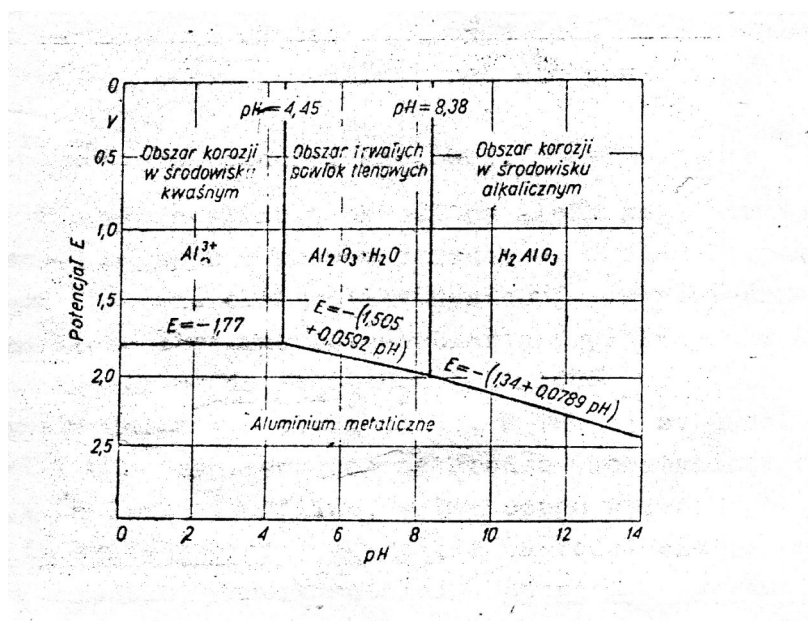 0
V
0,5
1,0
1,5
2,0
2,5
Potencjał E
pH=4,45
pH=8,38
Obszar korozji
w środowisku
kwaśnym
Obszar trwałych
powłok tlenowych
Obszar korozji
w środowisku
alkalicznym
Al³⁺
Al₂O₃·H₂O
H₂AlO₃
E=-1,77
E=-(1,505
+0,0592 pH)
E=-(1,34+0,0789 pH)
Aluminium metaliczne
0 2 4 6 8 10 12 14
pH